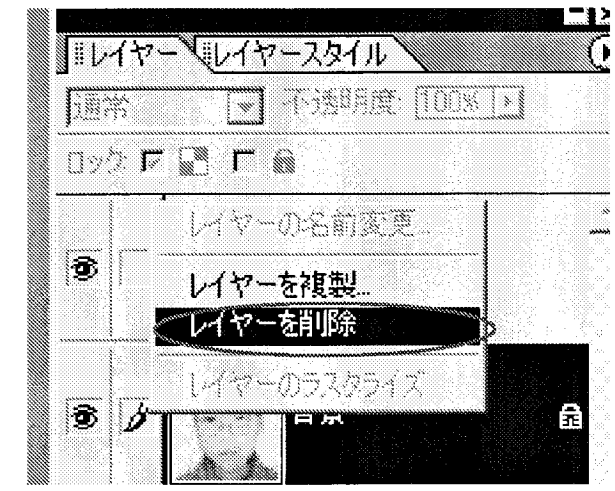 レイヤー レイヤースタイル
通常 不透明度: 100%
ロック:
レイヤーの名前変更...
レイヤーを複製...
レイヤーを削除
レイヤーのラスタライズ
背景